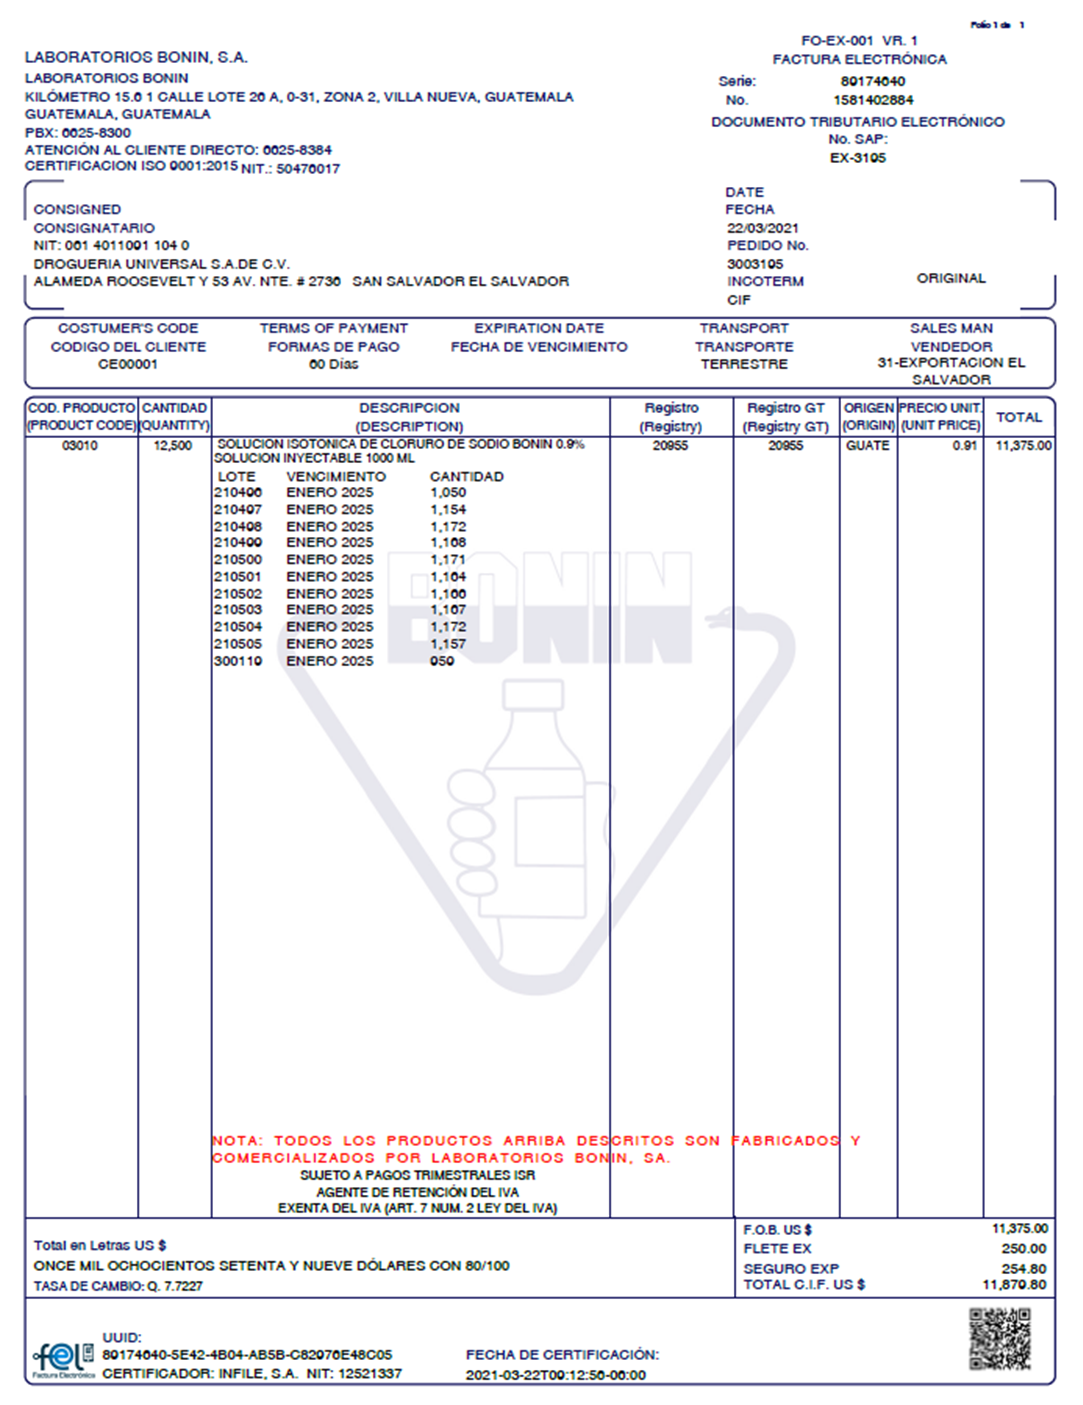 Folio 1 de 1
FO-EX-001 VR. 1
FACTURA ELECTRÓNICA
Serie: 89174640
No. 1581402884
DOCUMENTO TRIBUTARIO ELECTRÓNICO
No. SAP:
EX-3195
LABORATORIOS BONIN, S.A.
LABORATORIOS BONIN
KILÓMETRO 15.6 1 CALLE LOTE 26 A, 0-31, ZONA 2, VILLA NUEVA, GUATEMALA
GUATEMALA, GUATEMALA
PBX: 6625-8300
ATENCIÓN AL CLIENTE DIRECTO: 6625-8384
CERTIFICACION ISO 9001:2015 NIT.: 50476017
CONSIGNED
CONSIGNATARIO
NIT: 061 4011091 104 0
DROGUERIA UNIVERSAL S.A.DE C.V.
ALAMEDA ROOSEVELT Y 53 AV. NTE. # 2736 SAN SALVADOR EL SALVADOR
DATE
FECHA
22/03/2021
PEDIDO No.
3003195
INCOTERM
CIF
ORIGINAL
COSTUMER'S CODE TERMS OF PAYMENT EXPIRATION DATE TRANSPORT SALES MAN
CODIGO DEL CLIENTE FORMAS DE PAGO FECHA DE VENCIMIENTO TRANSPORTE VENDEDOR
CE00001 60 Días TERRESTRE 31-EXPORTACION EL
SALVADOR
COD. PRODUCTO CANTIDAD DESCRIPCION Registro Registro GT ORIGEN PRECIO UNIT. TOTAL
(PRODUCT CODE) (QUANTITY) (DESCRIPTION) (Registry) (Registry GT) (ORIGIN) (UNIT PRICE)
03010 12,500 SOLUCION ISOTONICA DE CLORURO DE SODIO BONIN 0.9% 20955 20955 GUATE 0.91 11,375.00
SOLUCION INYECTABLE 1000 ML
LOTE VENCIMIENTO CANTIDAD
210496 ENERO 2025 1,050
210497 ENERO 2025 1,154
210498 ENERO 2025 1,172
210499 ENERO 2025 1,168
210500 ENERO 2025 1,171
210501 ENERO 2025 1,164
210502 ENERO 2025 1,166
210503 ENERO 2025 1,167
210504 ENERO 2025 1,172
210505 ENERO 2025 1,157
300119 ENERO 2025 959
BONIN
NOTA: TODOS LOS PRODUCTOS ARRIBA DESCRITOS SON FABRICADOS Y
COMERCIALIZADOS POR LABORATORIOS BONIN, SA.
SUJETO A PAGOS TRIMESTRALES ISR
AGENTE DE RETENCIÓN DEL IVA
EXENTA DEL IVA (ART. 7 NUM. 2 LEY DEL IVA)
Total en Letras US $
ONCE MIL OCHOCIENTOS SETENTA Y NUEVE DÓLARES CON 80/100
TASA DE CAMBIO: Q. 7.7227
F.O.B. US $ 11,375.00
FLETE EX 250.00
SEGURO EXP 254.80
TOTAL C.I.F. US $ 11,879.80
fel
Factura Electrónica
UUID:
89174640-5E42-4B04-AB5B-C82976E48C05
CERTIFICADOR: INFILE, S.A. NIT: 12521337
FECHA DE CERTIFICACIÓN:
2021-03-22T09:12:56-06:00